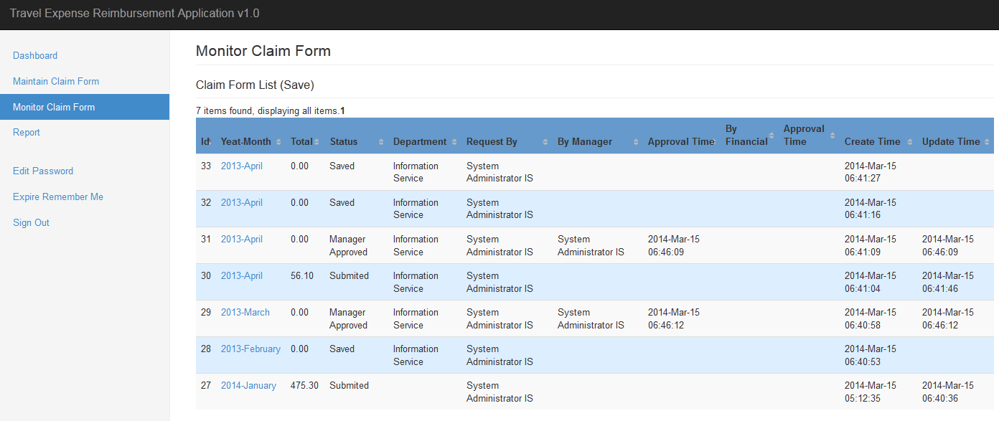 Travel Expense Reimbursement Application v1.0
Dashboard
Maintain Claim Form
Monitor Claim Form
Report
Edit Password
Expire Remember Me
Sign Out
Monitor Claim Form
Claim Form List (Save)
7 items found, displaying all items.1
Id Yeat-Month Total Status Department Request By By Manager Approval Time By Financial Approval Time Create Time Update Time
33 2013-April 0.00 Saved Information Service System Administrator IS 2014-Mar-15 06:41:27
32 2013-April 0.00 Saved Information Service System Administrator IS 2014-Mar-15 06:41:16
31 2013-April 0.00 Manager Approved Information Service System Administrator IS System Administrator IS 2014-Mar-15 06:46:09 2014-Mar-15 06:41:09 2014-Mar-15 06:46:09
30 2013-April 56.10 Submited Information Service System Administrator IS 2014-Mar-15 06:41:04 2014-Mar-15 06:41:46
29 2013-March 0.00 Manager Approved Information Service System Administrator IS System Administrator IS 2014-Mar-15 06:46:12 2014-Mar-15 06:40:58 2014-Mar-15 06:46:12
28 2013-February 0.00 Saved Information Service System Administrator IS 2014-Mar-15 06:40:53
27 2014-January 475.30 Submited System Administrator IS 2014-Mar-15 05:12:35 2014-Mar-15 06:40:36